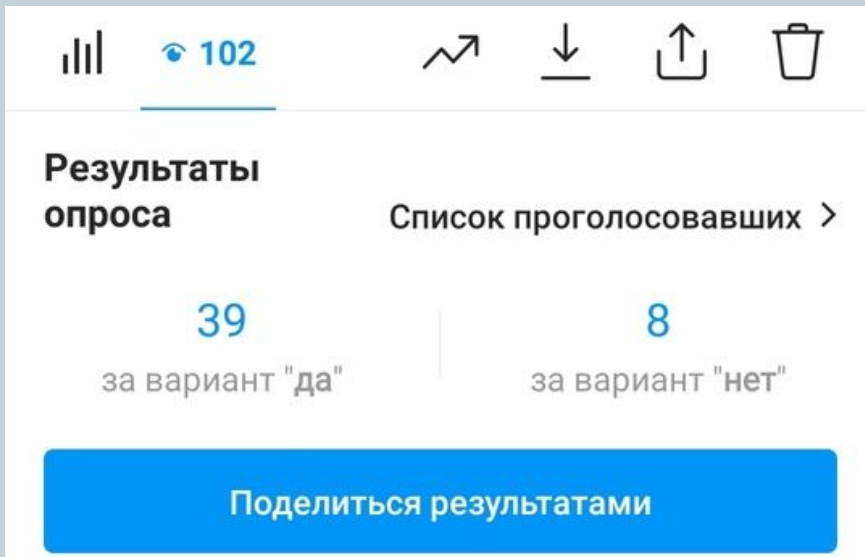 102
Результаты
опроса
Список проголосовавших
39
за вариант "да"
8
за вариант "нет"
Поделиться результатами